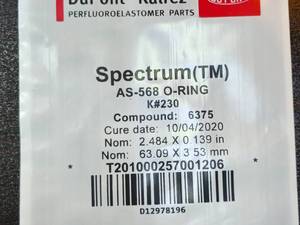 DuPont Kalrez
PERFLUOROELASTOMER PARTS
Spectrum(TM)
AS-568 O-RING
K#230
Compound: 6375
Cure date: 10/04/2020
Nom: 2.484 X 0.139 in
Nom: 63.09 X 3.53 mm
* T201000257001206 *
D12978196